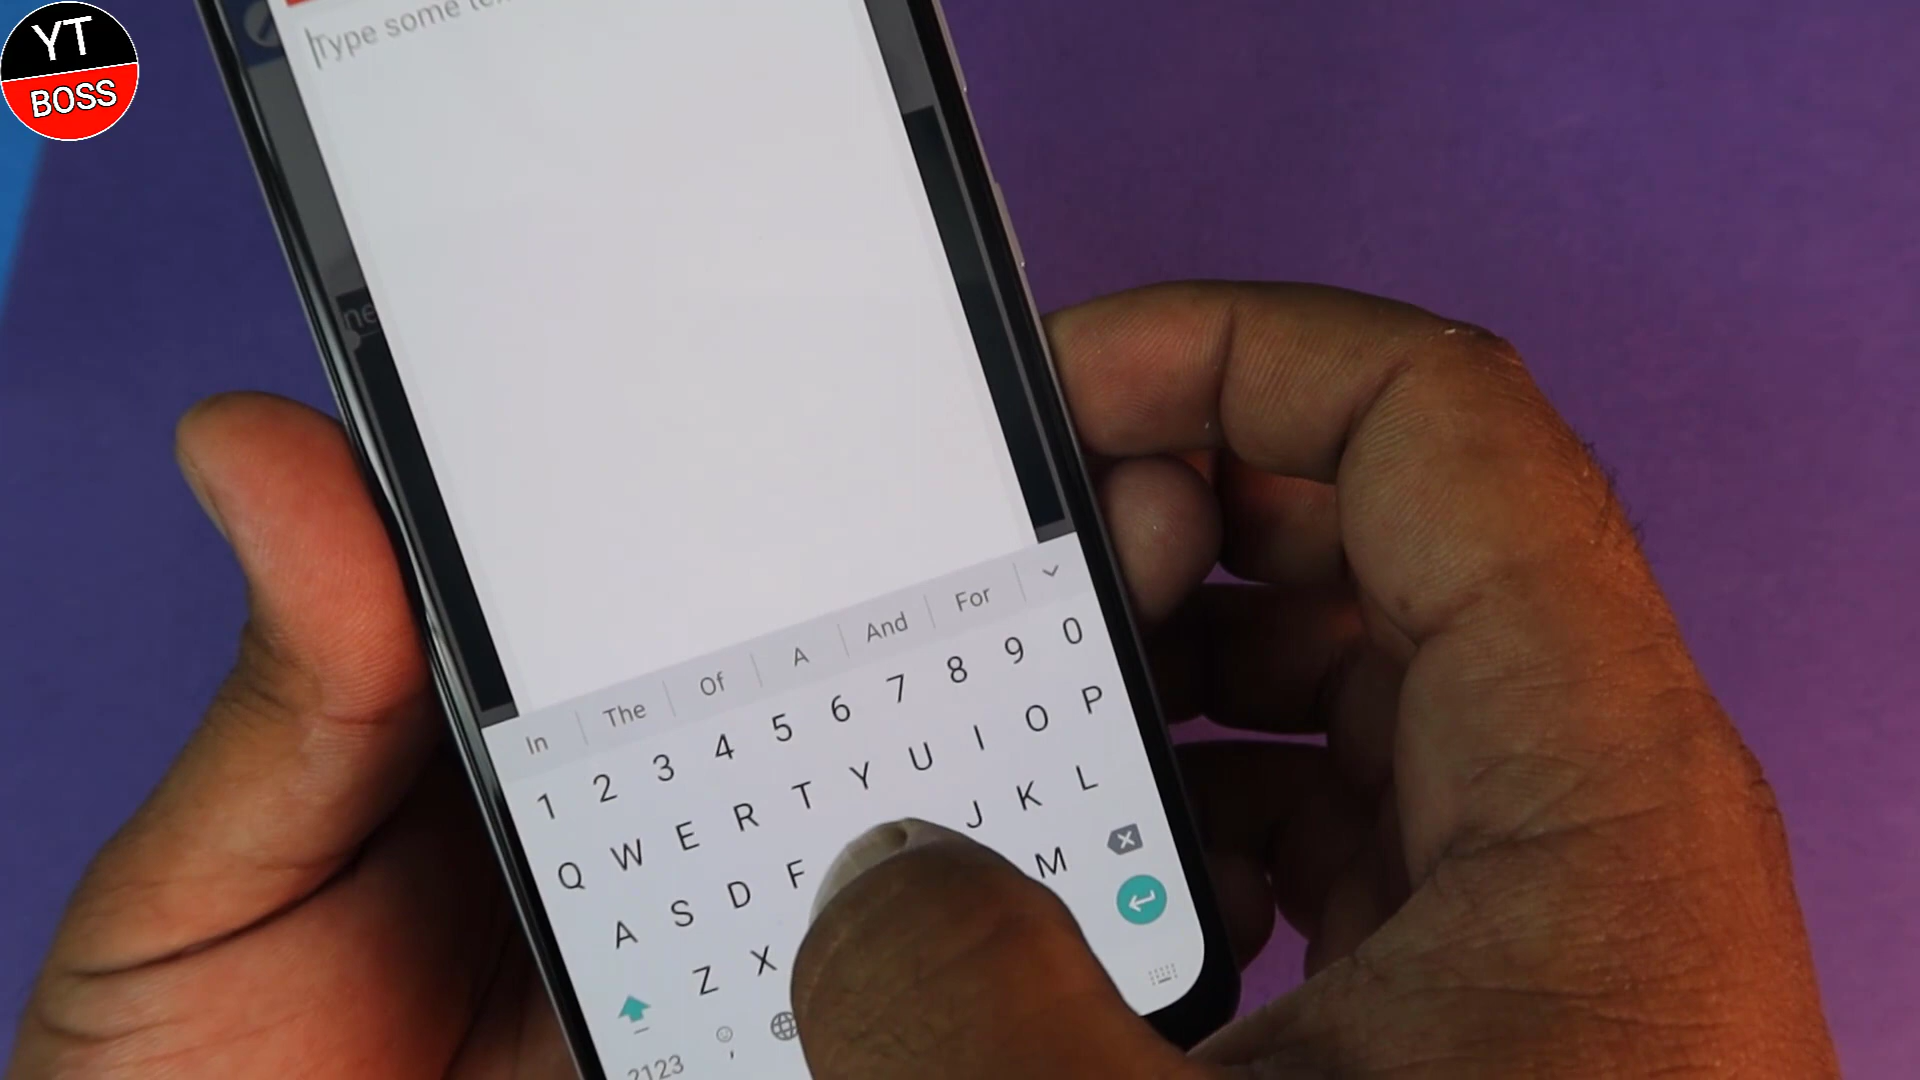 YT
BOSS
Type some
ne
In The Of A And For
1 2 3 4 5 6 7 8 9 0
Q W E R T Y U I O P
A S D F J K L
Z X M
?123 ,